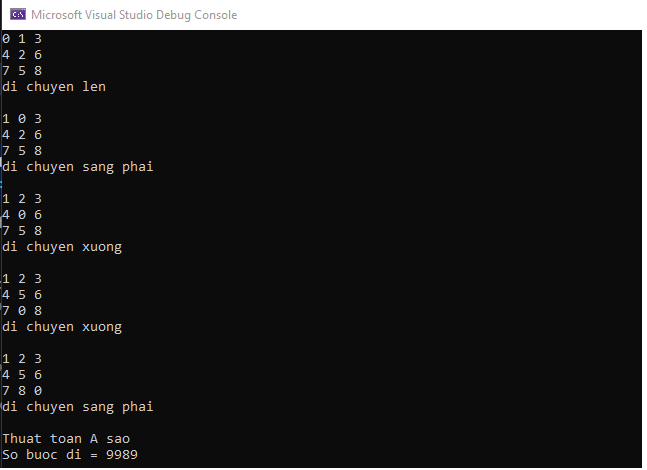 Microsoft Visual Studio Debug Console
0 1 3
4 2 6
7 5 8
di chuyen len
1 0 3
4 2 6
7 5 8
di chuyen sang phai
1 2 3
4 0 6
7 5 8
di chuyen xuong
1 2 3
4 5 6
7 0 8
di chuyen xuong
1 2 3
4 5 6
7 8 0
di chuyen sang phai
Thuat toan A sao
So buoc di = 9989